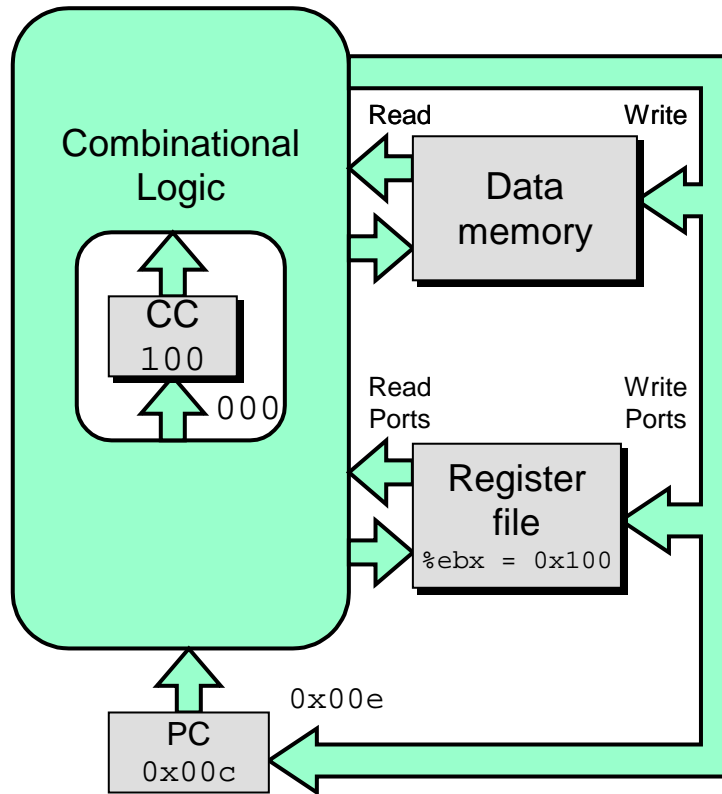 Combinational
Logic
Read
Write
Data
memory
CC
100
000
Read
Ports
Write
Ports
Register
file
%ebx = 0x100
0x00e
PC
0x00c